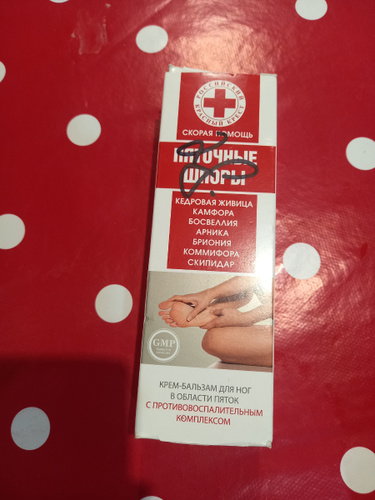 РОССИЙСКИЙ
КРАСНЫЙ КРЕСТ
СКОРАЯ ПОМОЩЬ
ПЯТОЧНЫЕ
ШПОРЫ
КЕДРОВАЯ ЖИВИЦА
КАМФОРА
БОСВЕЛЛИЯ
АРНИКА
БРИОНИЯ
КОММИФОРА
СКИПИДАР
GMP
КРЕМ-БАЛЬЗАМ ДЛЯ НОГ
В ОБЛАСТИ ПЯТОК
С ПРОТИВОВОСПАЛИТЕЛЬНЫМ
КОМПЛЕКСОМ